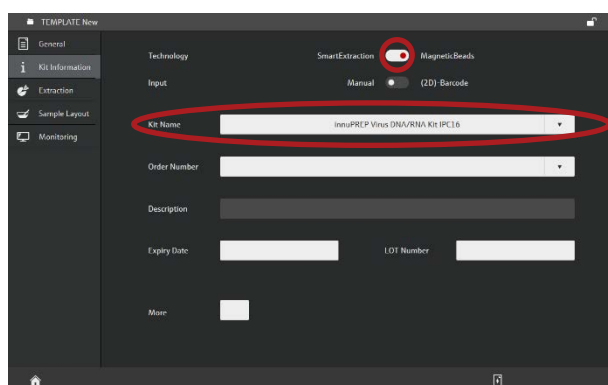 TEMPLATE New
General
Kit Information
Extraction
Sample Layout
Monitoring
Technology SmartExtraction MagneticBeads
Input Manual (2D)-Barcode
Kit Name innuPREP Virus DNA/RNA Kit IPC16
Order Number
Description
Expiry Date LOT Number
More